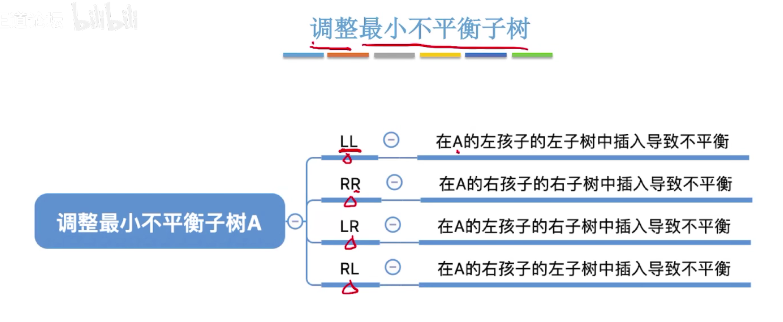 bilibili
调整最小不平衡子树
调整最小不平衡子树A
LL 在A的左孩子的左子树中插入导致不平衡
RR 在A的右孩子的右子树中插入导致不平衡
LR 在A的左孩子的右子树中插入导致不平衡
RL 在A的右孩子的左子树中插入导致不平衡